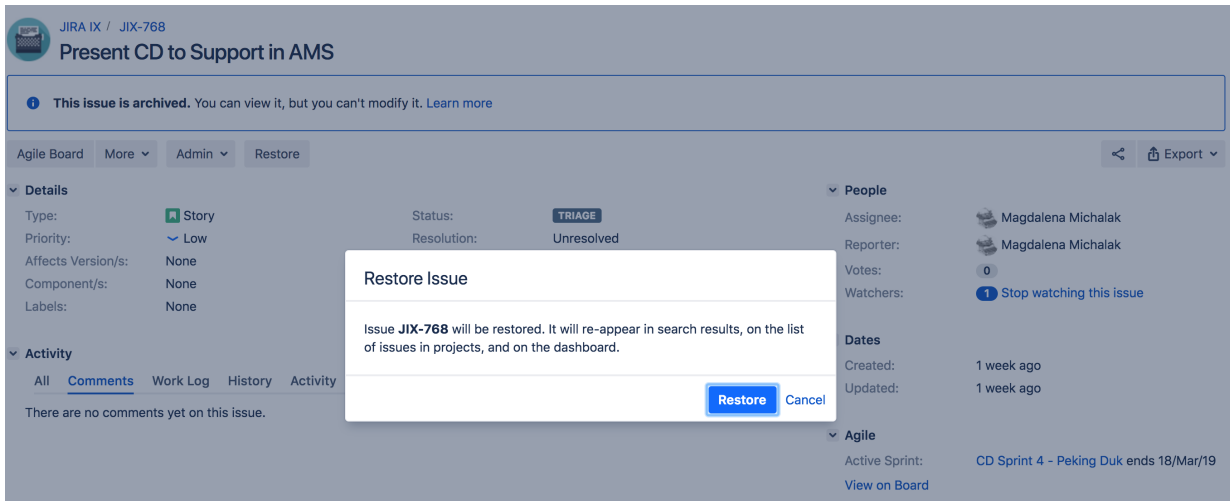 JIRA IX / JIX-768
Present CD to Support in AMS
This issue is archived. You can view it, but you can't modify it. Learn more
Agile Board More Admin Restore Export
Details
Type: Story
Priority: Low
Affects Version/s: None
Component/s: None
Labels: None
Status: TRIAGE
Resolution: Unresolved
Activity
All Comments Work Log History Activity
There are no comments yet on this issue.
Restore Issue
Issue JIX-768 will be restored. It will re-appear in search results, on the list
of issues in projects, and on the dashboard.
Restore Cancel
People
Assignee: Magdalena Michalak
Reporter: Magdalena Michalak
Votes: 0
Watchers: 1 Stop watching this issue
Dates
Created: 1 week ago
Updated: 1 week ago
Agile
Active Sprint: CD Sprint 4 - Peking Duk ends 18/Mar/19
View on Board